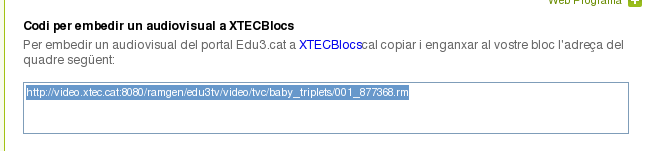 Web Programa
Codi per embedir un audiovisual a XTECBlocs
Per embedir un audiovisual del portal Edu3.cat a XTECBlocscal copiar i enganxar al vostre bloc l'adreça del
quadre següent:
http://video.xtec.cat:8080/ramgen/edu3tv/video/tvc/baby_triplets/001_877368.rm